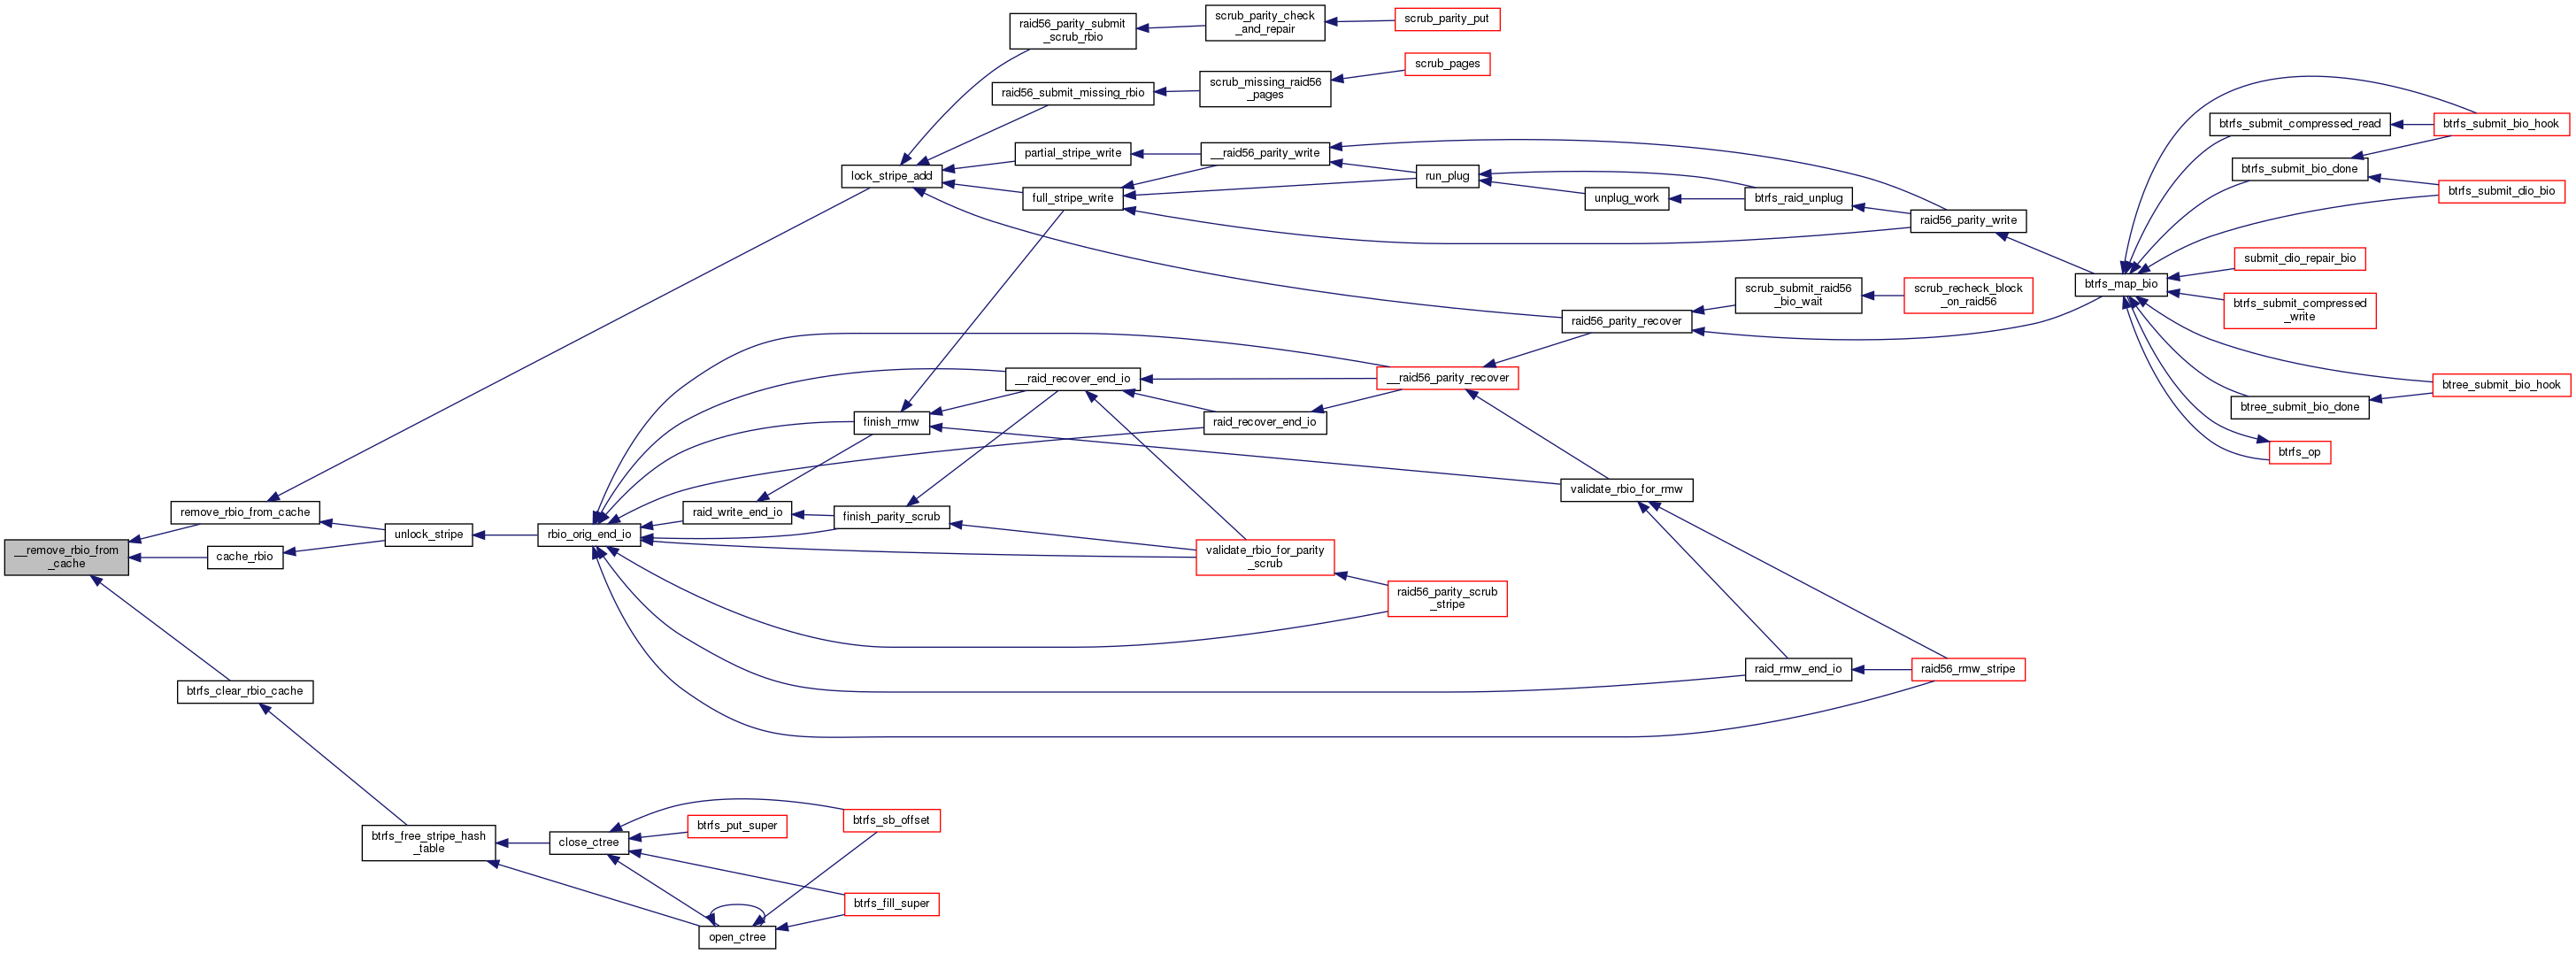 __remove_rbio_from
_cache
remove_rbio_from_cache
cache_rbio
btrfs_clear_rbio_cache
unlock_stripe
btrfs_free_stripe_hash
_table
rbio_orig_end_io
close_ctree
open_ctree
btrfs_put_super
btrfs_sb_offset
btrfs_fill_super
lock_stripe_add
finish_rmw
raid_write_end_io
finish_parity_scrub
raid56_parity_submit
_scrub_rbio
raid56_submit_missing_rbio
partial_stripe_write
full_stripe_write
__raid_recover_end_io
scrub_parity_check
_and_repair
scrub_missing_raid56
_pages
__raid56_parity_write
raid_recover_end_io
validate_rbio_for_parity
_scrub
scrub_parity_put
scrub_pages
run_plug
__raid56_parity_recover
raid56_parity_scrub
_stripe
unplug_work
raid56_parity_recover
validate_rbio_for_rmw
btrfs_raid_unplug
scrub_submit_raid56
_bio_wait
raid_rmw_end_io
raid56_parity_write
scrub_recheck_block
_on_raid56
raid56_rmw_stripe
btrfs_map_bio
btrfs_submit_compressed_read
btrfs_submit_bio_done
submit_dio_repair_bio
btrfs_submit_compressed
_write
btree_submit_bio_done
btrfs_op
btrfs_submit_bio_hook
btrfs_submit_dio_bio
btree_submit_bio_hook